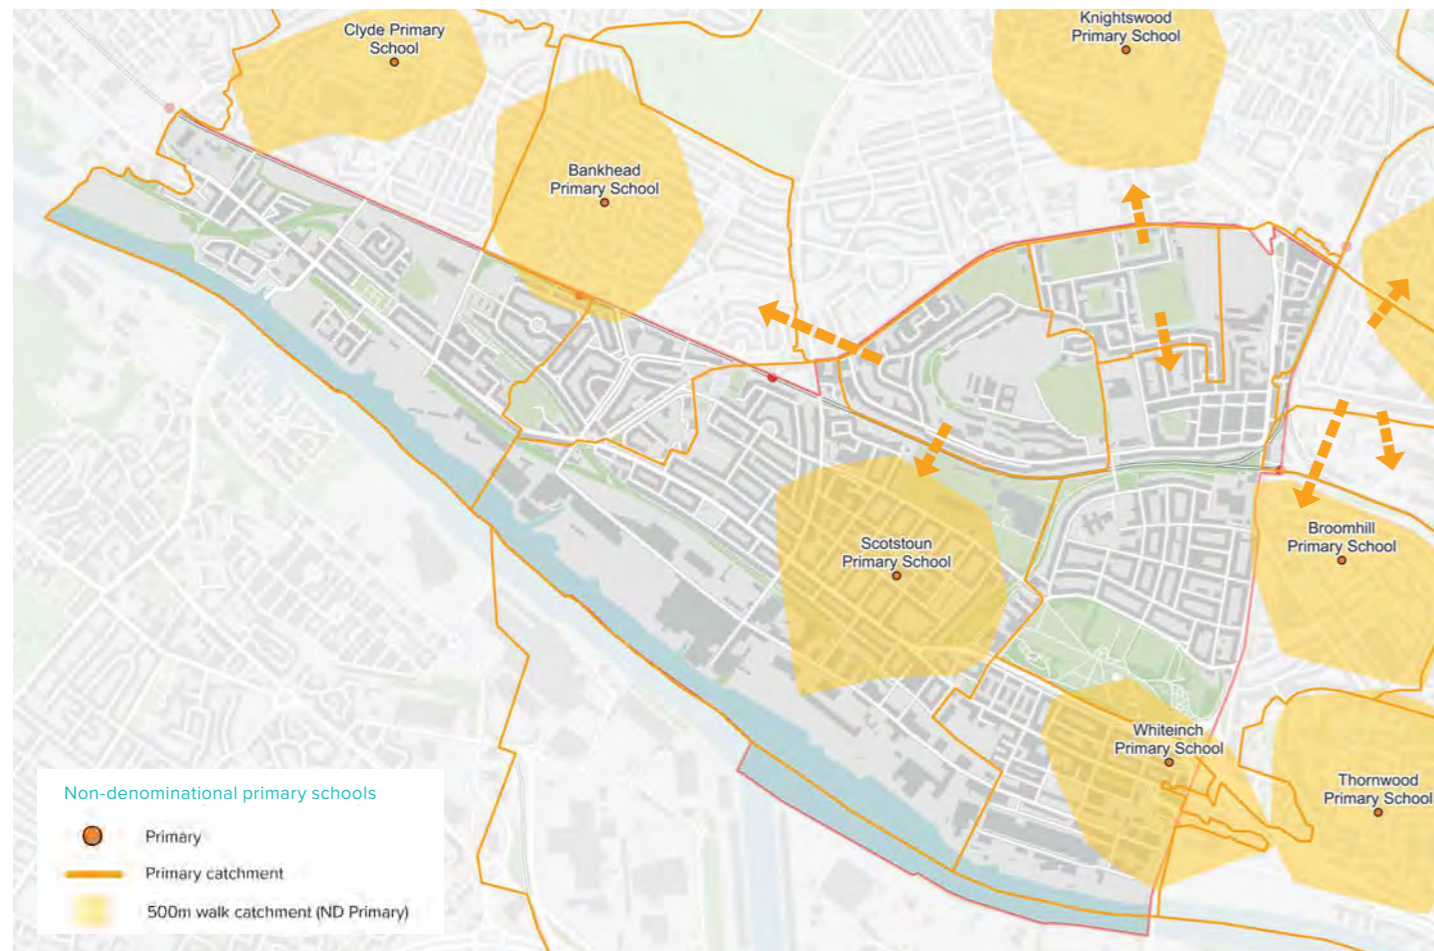 Clyde Primary
School
Knightswood
Primary School
Bankhead
Primary School
Scotstoun
Primary School
Broomhill
Primary School
Whiteinch
Primary School
Thornwood
Primary School
Non-denominational primary schools
Primary
Primary catchment
500m walk catchment (ND Primary)